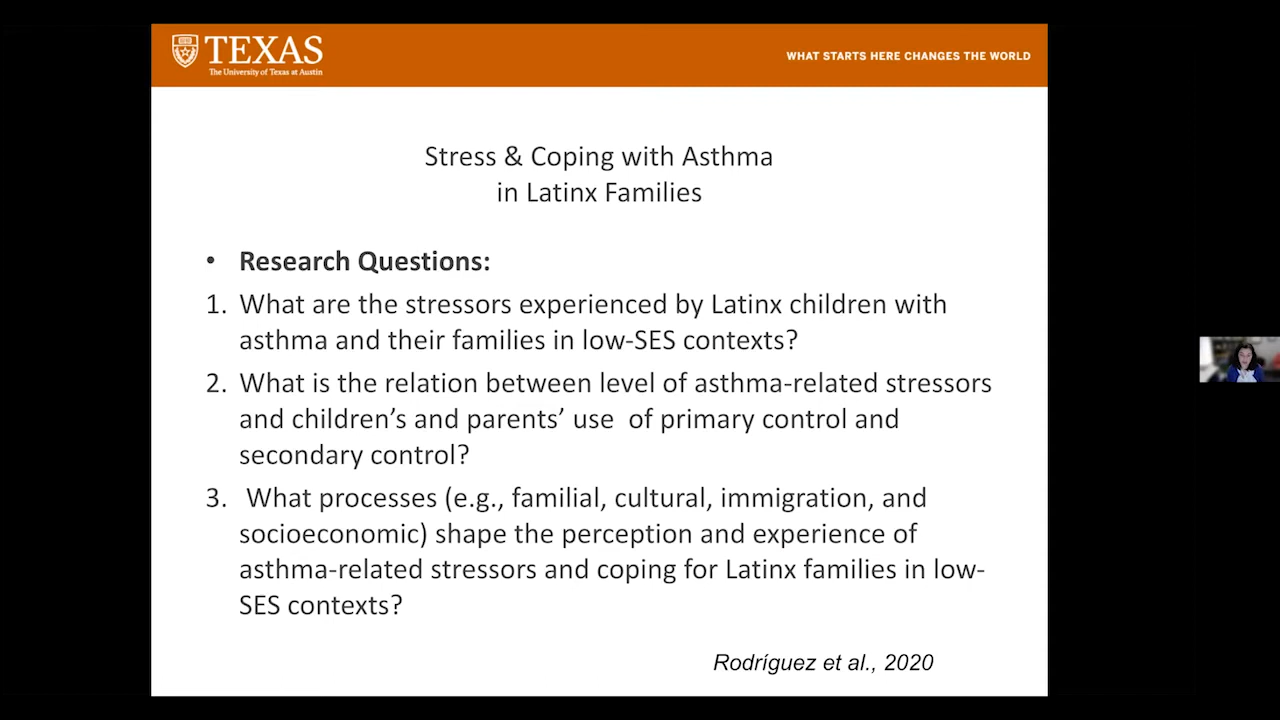 TEXAS
The University of Texas at Austin
WHAT STARTS HERE CHANGES THE WORLD
Stress & Coping with Asthma
in Latinx Families
• Research Questions:
1. What are the stressors experienced by Latinx children with
asthma and their families in low-SES contexts?
2. What is the relation between level of asthma-related stressors
and children’s and parents’ use  of primary control and
secondary control?
3.  What processes (e.g., familial, cultural, immigration, and
socioeconomic) shape the perception and experience of
asthma-related stressors and coping for Latinx families in low-
SES contexts?
Rodríguez et al., 2020